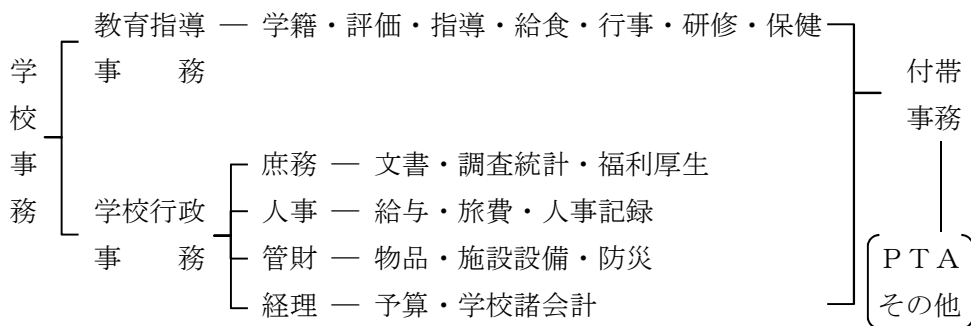 学校事務
教育指導事務 ― 学籍・評価・指導・給食・行事・研修・保健
学校行政事務
庶務 ― 文書・調査統計・福利厚生
人事 ― 給与・旅費・人事記録
管財 ― 物品・施設設備・防災
経理 ― 予算・学校諸会計
付帯
事務
ＰＴＡ
その他